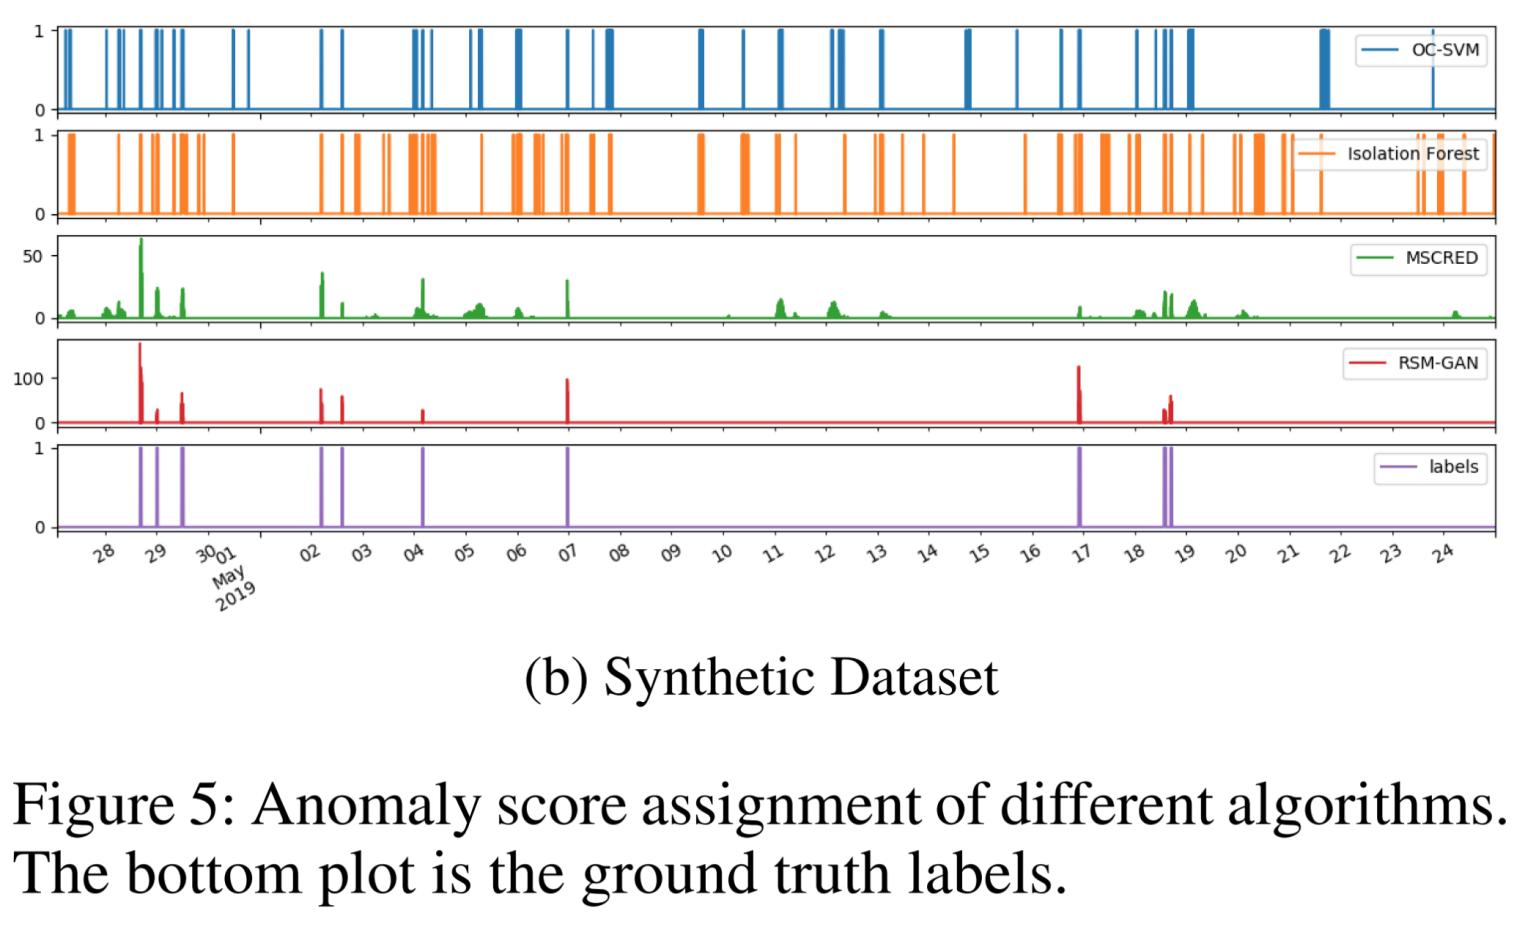 1
0
OC-SVM
1
0
Isolation Forest
50
0
MSCRED
100
0
RSM-GAN
1
0
labels
28 29 30 01 02 03 04 05 06 07 08 09 10 11 12 13 14 15 16 17 18 19 20 21 22 23 24
May
2019
(b) Synthetic Dataset
Figure 5: Anomaly score assignment of different algorithms.
The bottom plot is the ground truth labels.